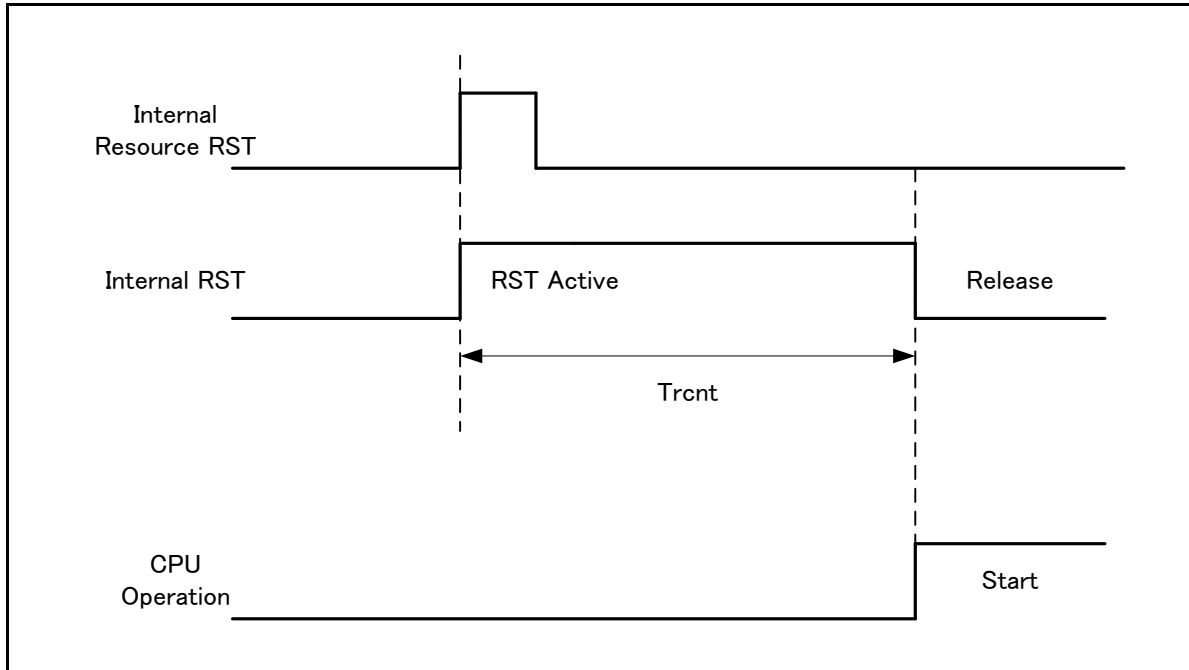 Internal
Resource RST
Internal RST
RST Active
Release
Trcnt
CPU
Operation
Start